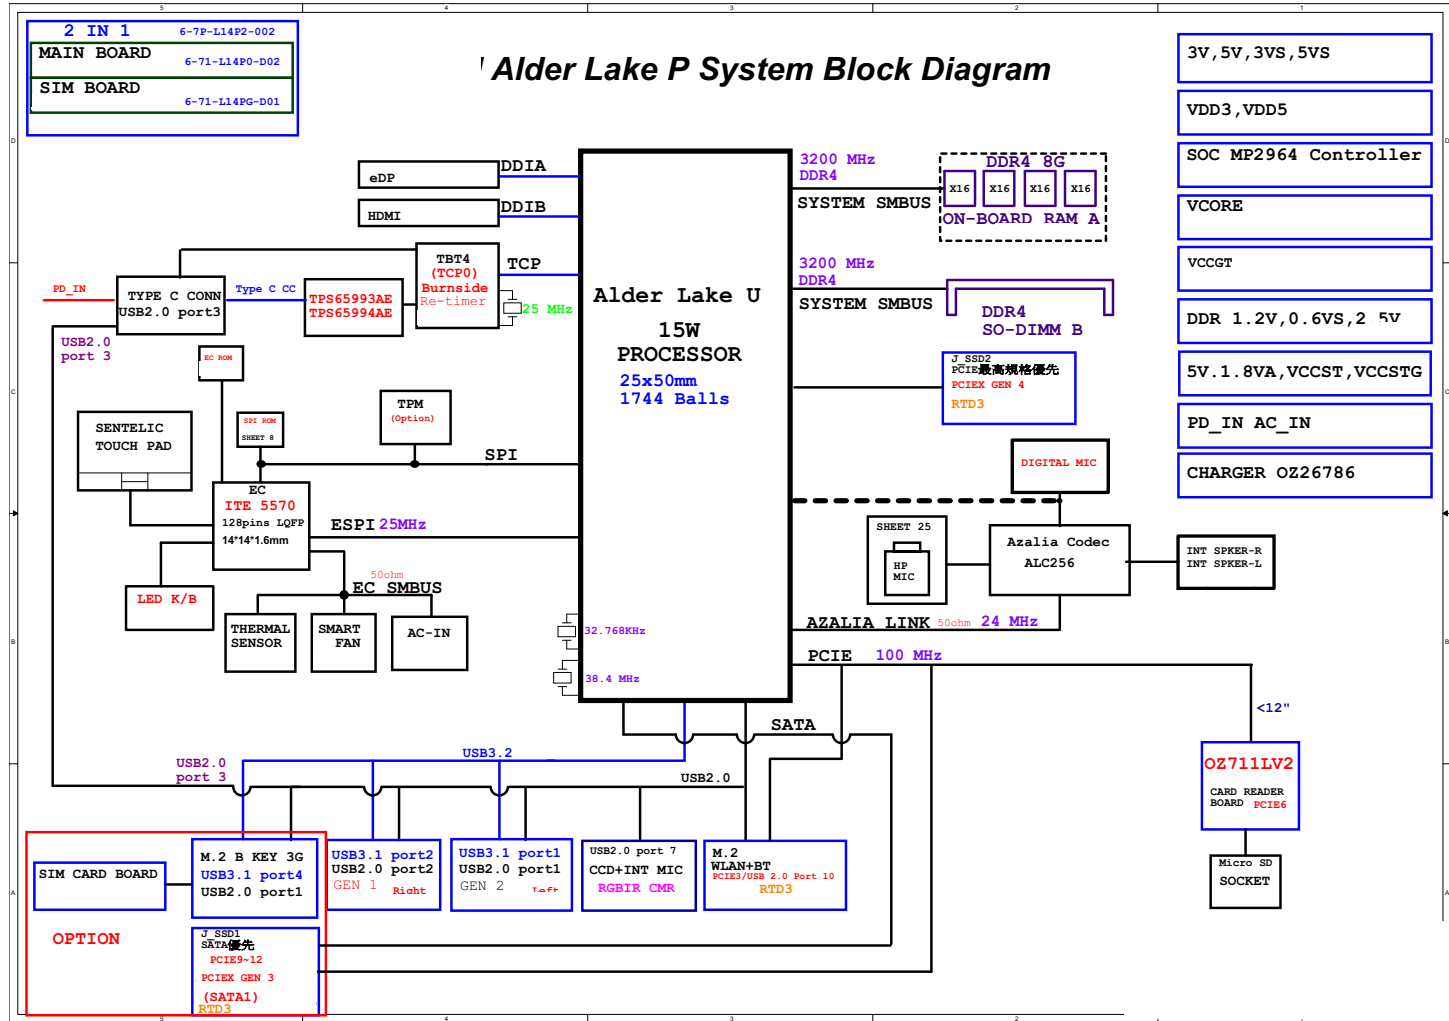 2 IN 1 6-7P-L14P2-002
MAIN BOARD 6-71-L14P0-D02
SIM BOARD 6-71-L14PG-D01
Alder Lake P System Block Diagram
3V,5V,3VS,5VS
VDD3,VDD5
SOC MP2964 Controller
VCORE
VCCGT
DDR 1.2V,0.6VS,2 5V
5V.1.8VA,VCCST,VCCSTG
PD_IN AC_IN
CHARGER OZ26786
eDP
DDIA
HDMI
DDIB
TBT4
(TCP0)
Burnside
Re-timer
TCP
25 MHz
PD_IN
TYPE C CONN
USB2.0 port3
Type C CC
TPS65993AE
TPS65994AE
USB2.0
port 3
EC ROM
SPI ROM
SHEET 8
TPM
(Option)
SPI
SENTELIC
TOUCH PAD
EC
ITE 5570
128pins LQFP
14*14*1.6mm
ESPI 25MHz
50ohm
EC SMBUS
LED K/B
THERMAL
SENSOR
SMART
FAN
AC-IN
Alder Lake U
15W
PROCESSOR
25x50mm
1744 Balls
32.768KHz
38.4 MHz
3200 MHz
DDR4
SYSTEM SMBUS
DDR4 8G
X16 X16 X16 X16
ON-BOARD RAM A
3200 MHz
DDR4
SYSTEM SMBUS
DDR4
SO-DIMM B
J_SSD2
PCIE最高規格優先
PCIEX GEN 4
RTD3
DIGITAL MIC
SHEET 25
HP
MIC
Azalia Codec
ALC256
INT SPKER-R
INT SPKER-L
AZALIA LINK 50ohm 24 MHz
PCIE 100 MHz
<12"
OZ711LV2
CARD READER
BOARD PCIE6
Micro SD
SOCKET
SATA
USB3.2
USB2.0
port 3
USB2.0
SIM CARD BOARD
M.2 B KEY 3G
USB3.1 port4
USB2.0 port1
OPTION
J_SSD1
SATA優先
PCIE9~12
PCIEX GEN 3
(SATA1)
RTD3
USB3.1 port2
USB2.0 port2
GEN 1 Right
USB3.1 port1
USB2.0 port1
GEN 2 Left
USB2.0 port 7
CCD+INT MIC
RGBIR CMR
M.2
WLAN+BT
PCIE3/USB 2.0 Port 10
RTD3
5 4 3 2 1
D D
C C
B B
A A
5 4 3 2